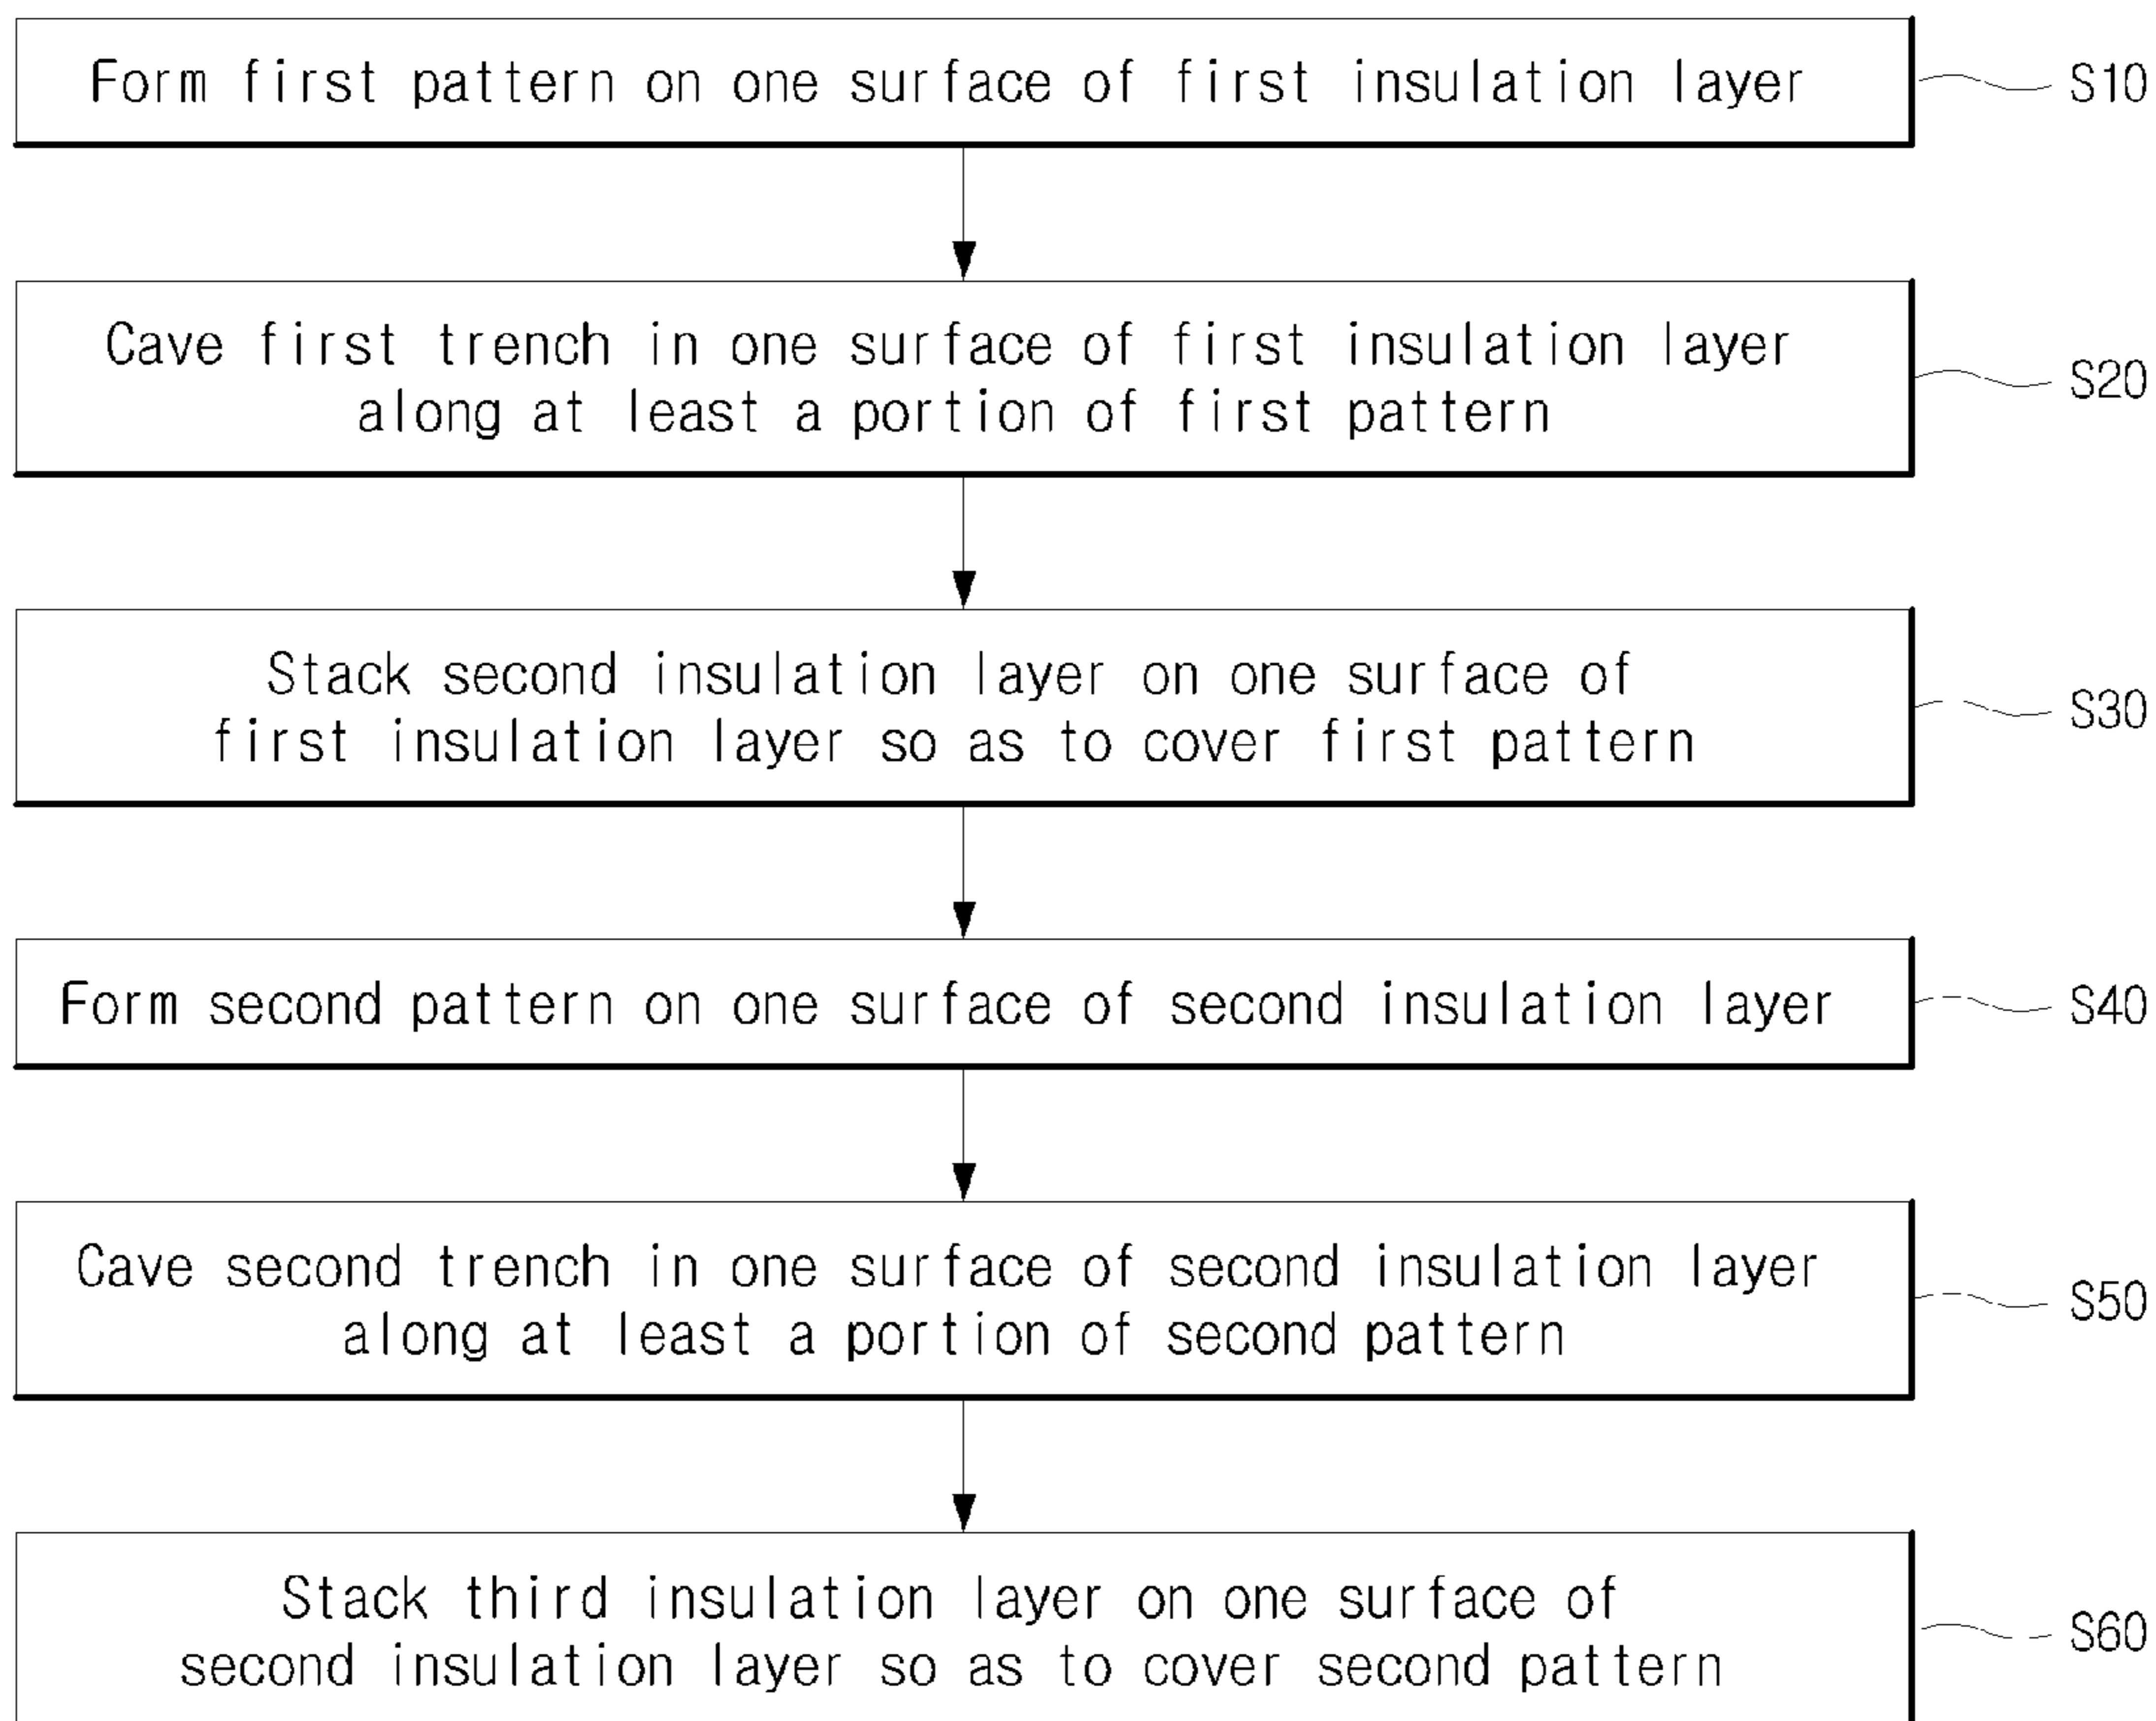 Form first pattern on one surface of first insulation layer
S10
Cave first trench in one surface of first insulation layer
along at least a portion of first pattern
S20
Stack second insulation layer on one surface of
first insulation layer so as to cover first pattern
S30
Form second pattern on one surface of second insulation layer
S40
Cave second trench in one surface of second insulation layer
along at least a portion of second pattern
S50
Stack third insulation layer on one surface of
second insulation layer so as to cover second pattern
S60